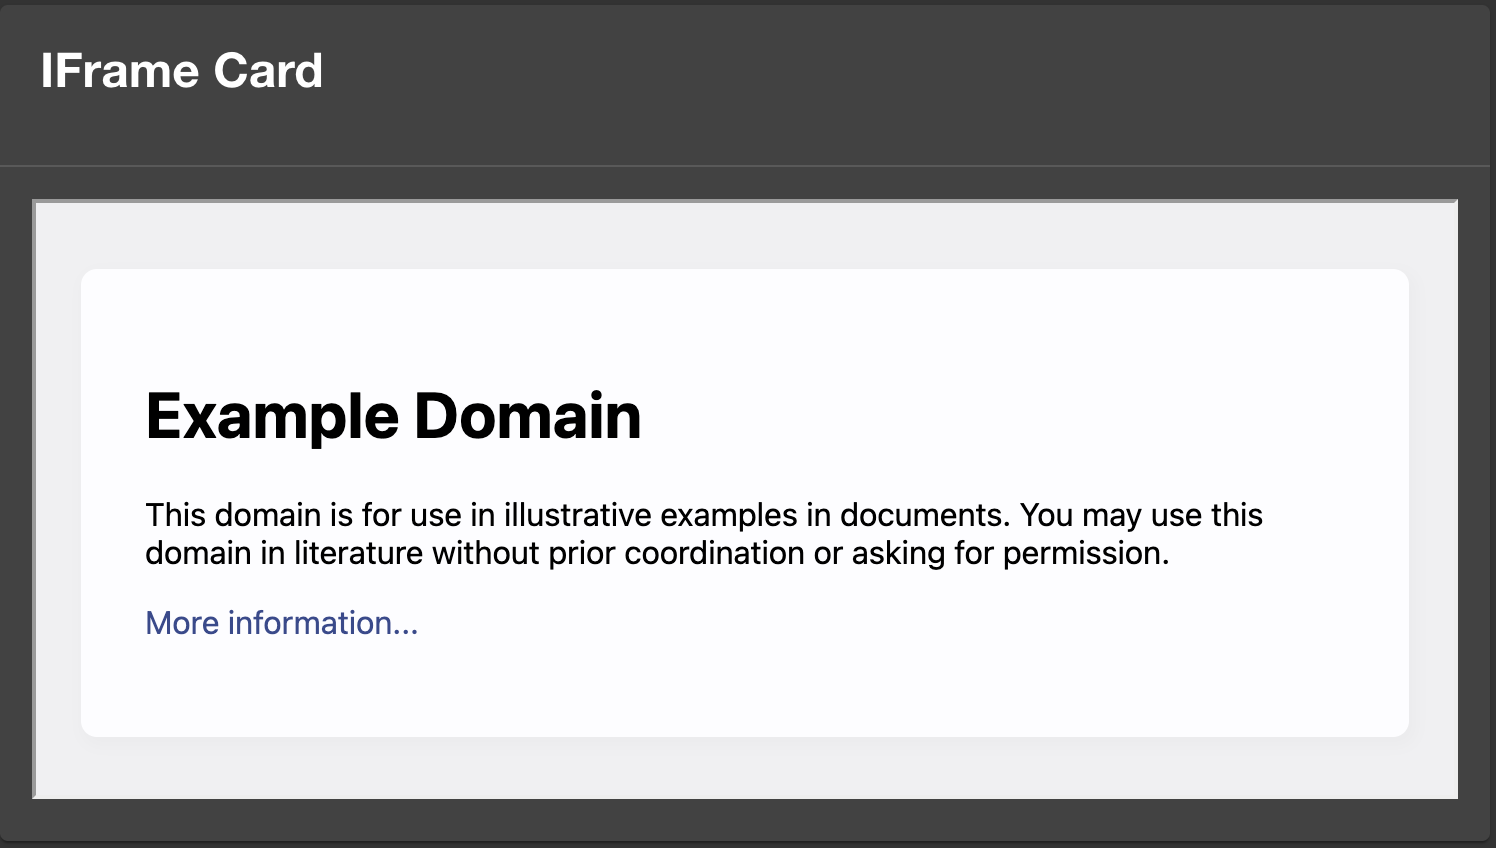 IFrame Card
Example Domain
This domain is for use in illustrative examples in documents. You may use this
domain in literature without prior coordination or asking for permission.
More information...